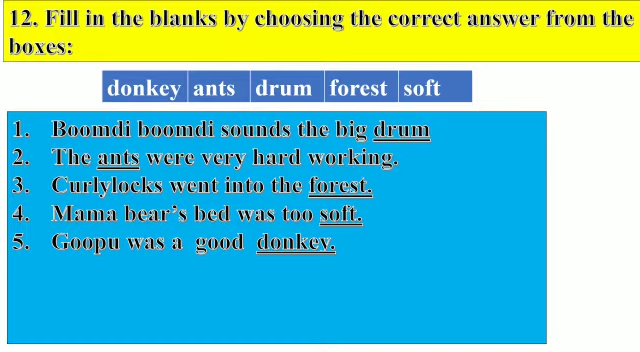 12. Fill in the blanks by choosing the correct answer from the
boxes:
donkey ants drum forest soft
1. Boomdi boomdi sounds the big drum
2. The ants were very hard working.
3. Curlylocks went into the forest.
4. Mama bear's bed was too soft.
5. Goopu was a good donkey.